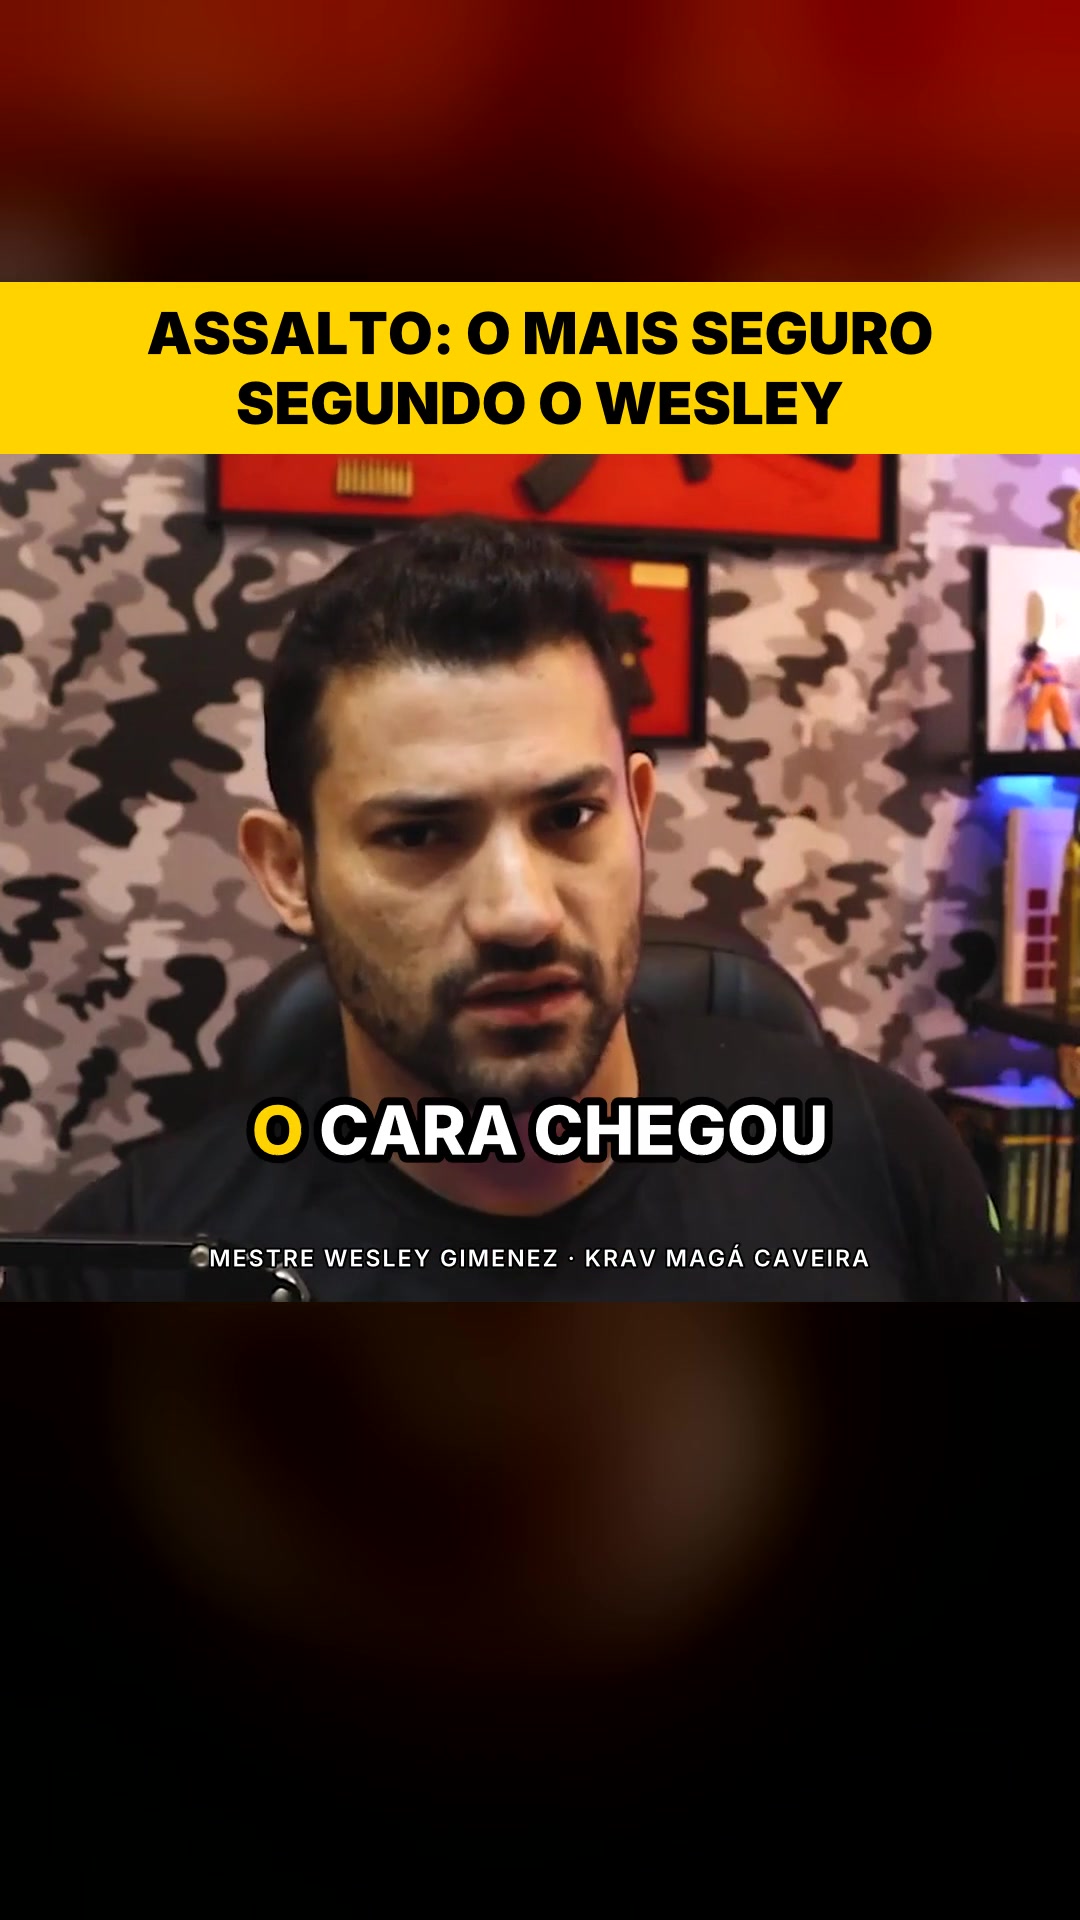 ASSALTO: O MAIS SEGURO
SEGUNDO O WESLEY
O CARA CHEGOU
MESTRE WESLEY GIMENEZ · KRAV MAGÁ CAVEIRA